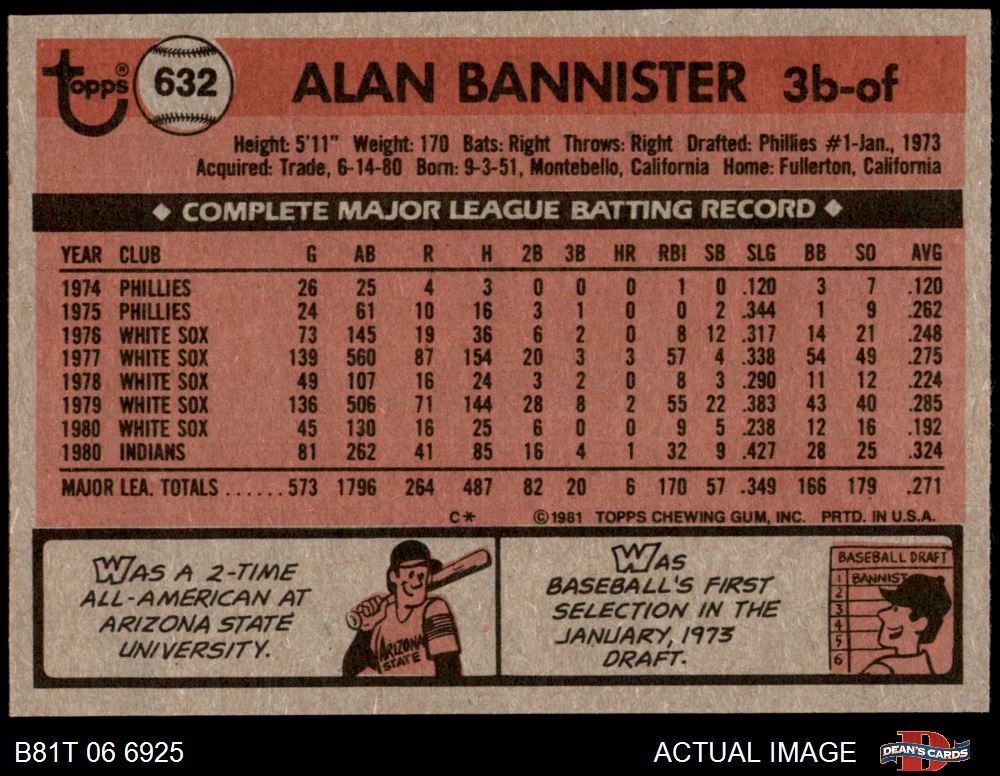 topps® 632 ALAN BANNISTER 3b-of
Height: 5'11" Weight: 170 Bats: Right Throws: Right Drafted: Phillies #1-Jan., 1973
Acquired: Trade, 6-14-80 Born: 9-3-51, Montebello, California Home: Fullerton, California
◆ COMPLETE MAJOR LEAGUE BATTING RECORD ◆
YEAR CLUB G AB R H 2B 3B HR RBI SB SLG BB SO AVG
1974 PHILLIES 26 25 4 3 0 0 0 1 0 .120 3 7 .120
1975 PHILLIES 24 61 10 16 3 1 0 0 2 .344 1 9 .262
1976 WHITE SOX 73 145 19 36 6 2 0 8 12 .317 14 21 .248
1977 WHITE SOX 139 560 87 154 20 3 3 57 4 .338 54 49 .275
1978 WHITE SOX 49 107 16 24 3 2 0 8 3 .290 11 12 .224
1979 WHITE SOX 136 506 71 144 28 8 2 55 22 .383 43 40 .285
1980 WHITE SOX 45 130 16 25 6 0 0 9 5 .238 12 16 .192
1980 INDIANS 81 262 41 85 16 4 1 32 9 .427 28 25 .324
MAJOR LEA. TOTALS ...... 573 1796 264 487 82 20 6 170 57 .349 166 179 .271
C* ©1981 TOPPS CHEWING GUM, INC. PRTD. IN U.S.A.
WAS A 2-TIME
ALL-AMERICAN AT
ARIZONA STATE
UNIVERSITY.
ARIZONA
STATE
WAS
BASEBALL'S FIRST
SELECTION IN THE
JANUARY, 1973
DRAFT.
BASEBALL DRAFT
1 BANNIST
2
3
4
5
6
B81T 06 6925 ACTUAL IMAGE DEAN'S CARDS